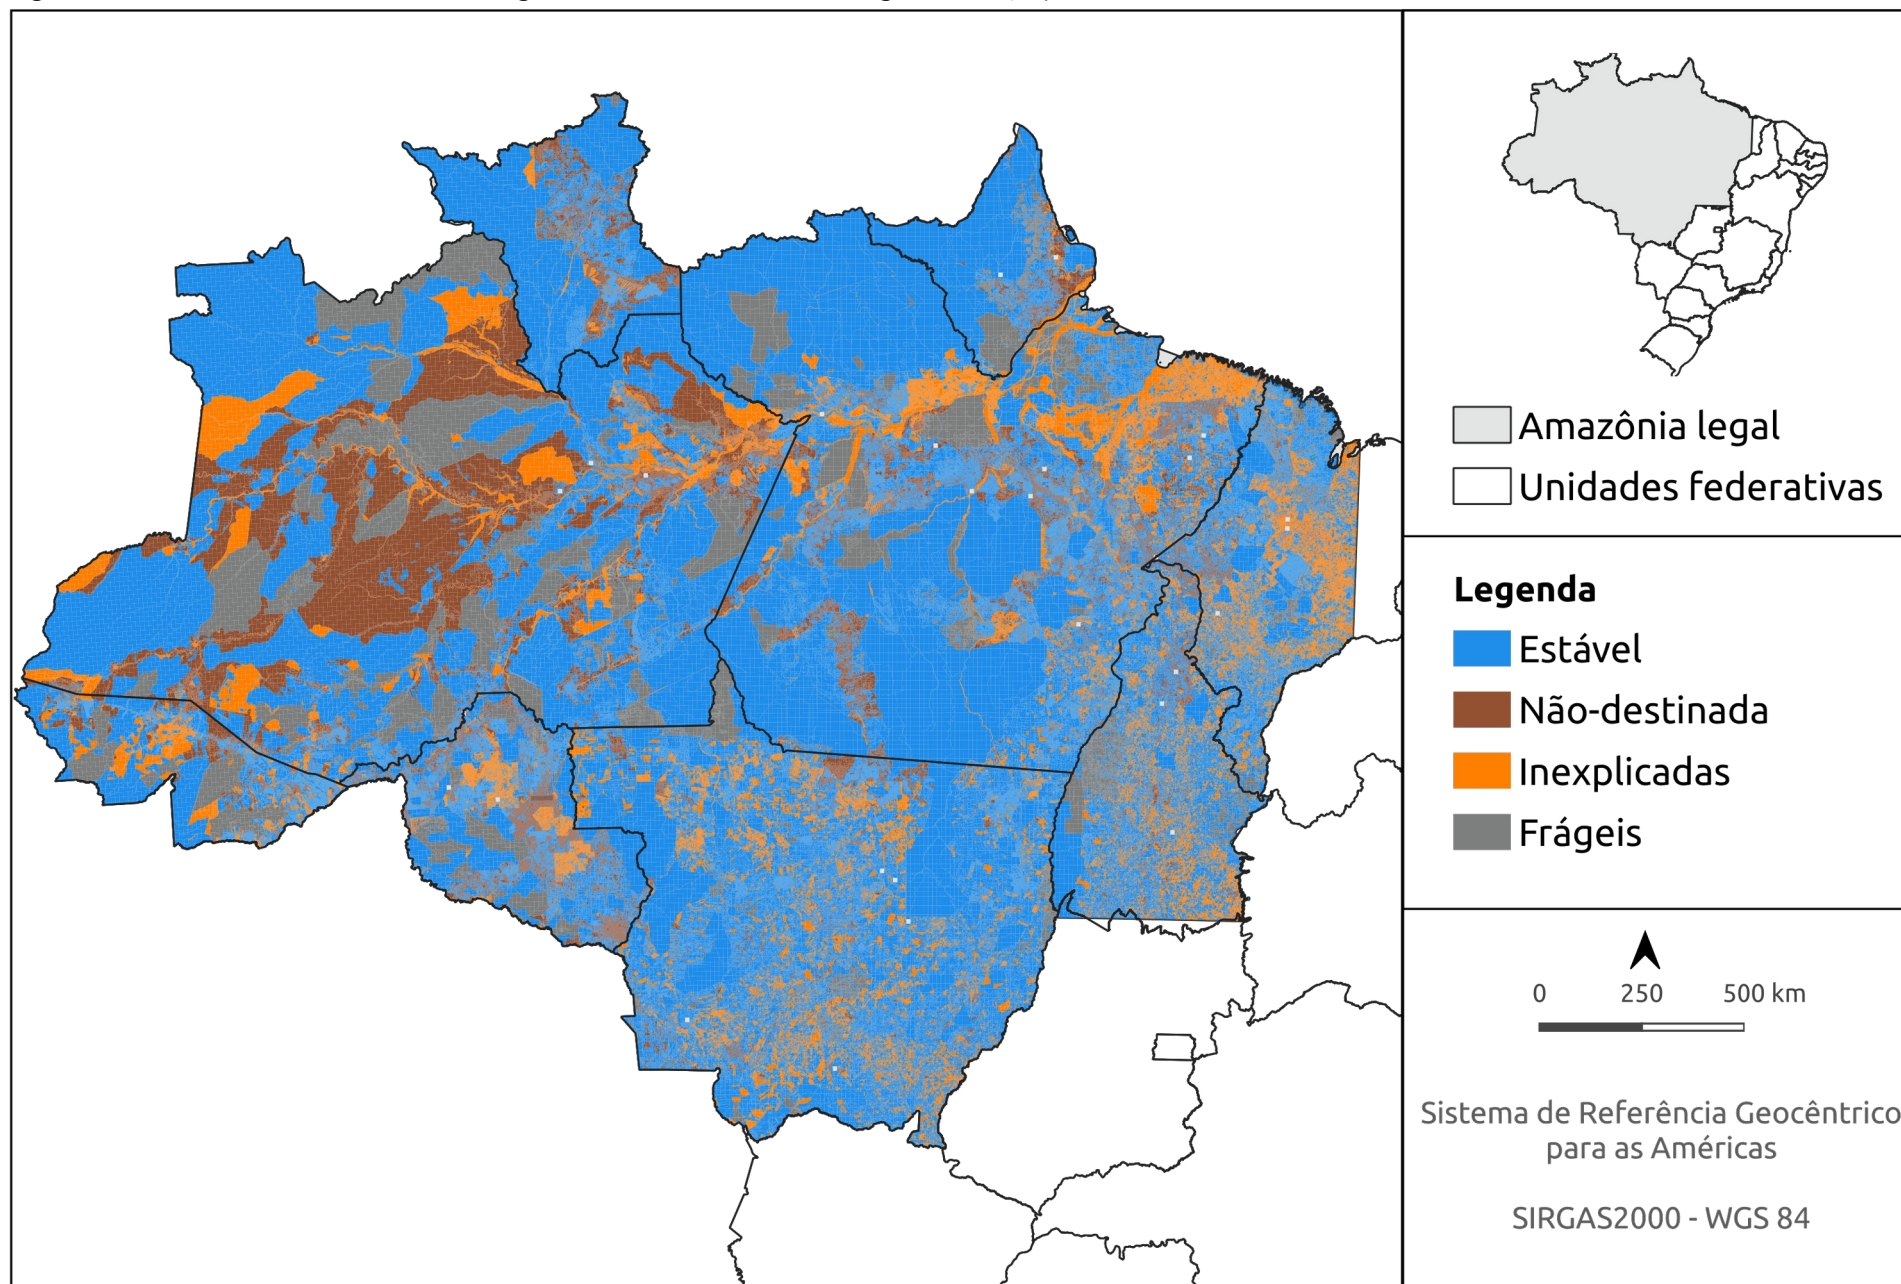 Amazônia legal
Unidades federativas
Legenda
Estável
Não-destinada
Inexplicadas
Frágeis
0 250 500 km
Sistema de Referência Geocêntrico
para as Américas
SIRGAS2000 - WGS 84